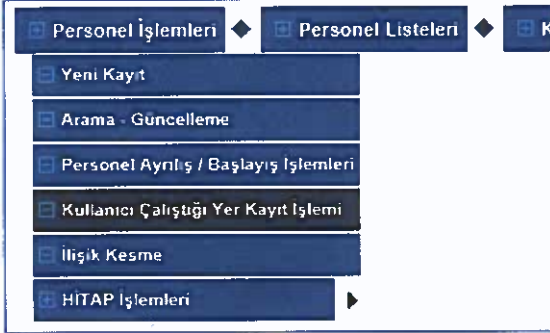 Personel İşlemleri Personel Listeleri K
Yeni Kayıt
Arama - Güncelleme
Personel Ayrılış / Başlayış İşlemleri
Kullanıcı Çalıştığı Yer Kayıt İşlemi
İlişik Kesme
HİTAP İşlemleri